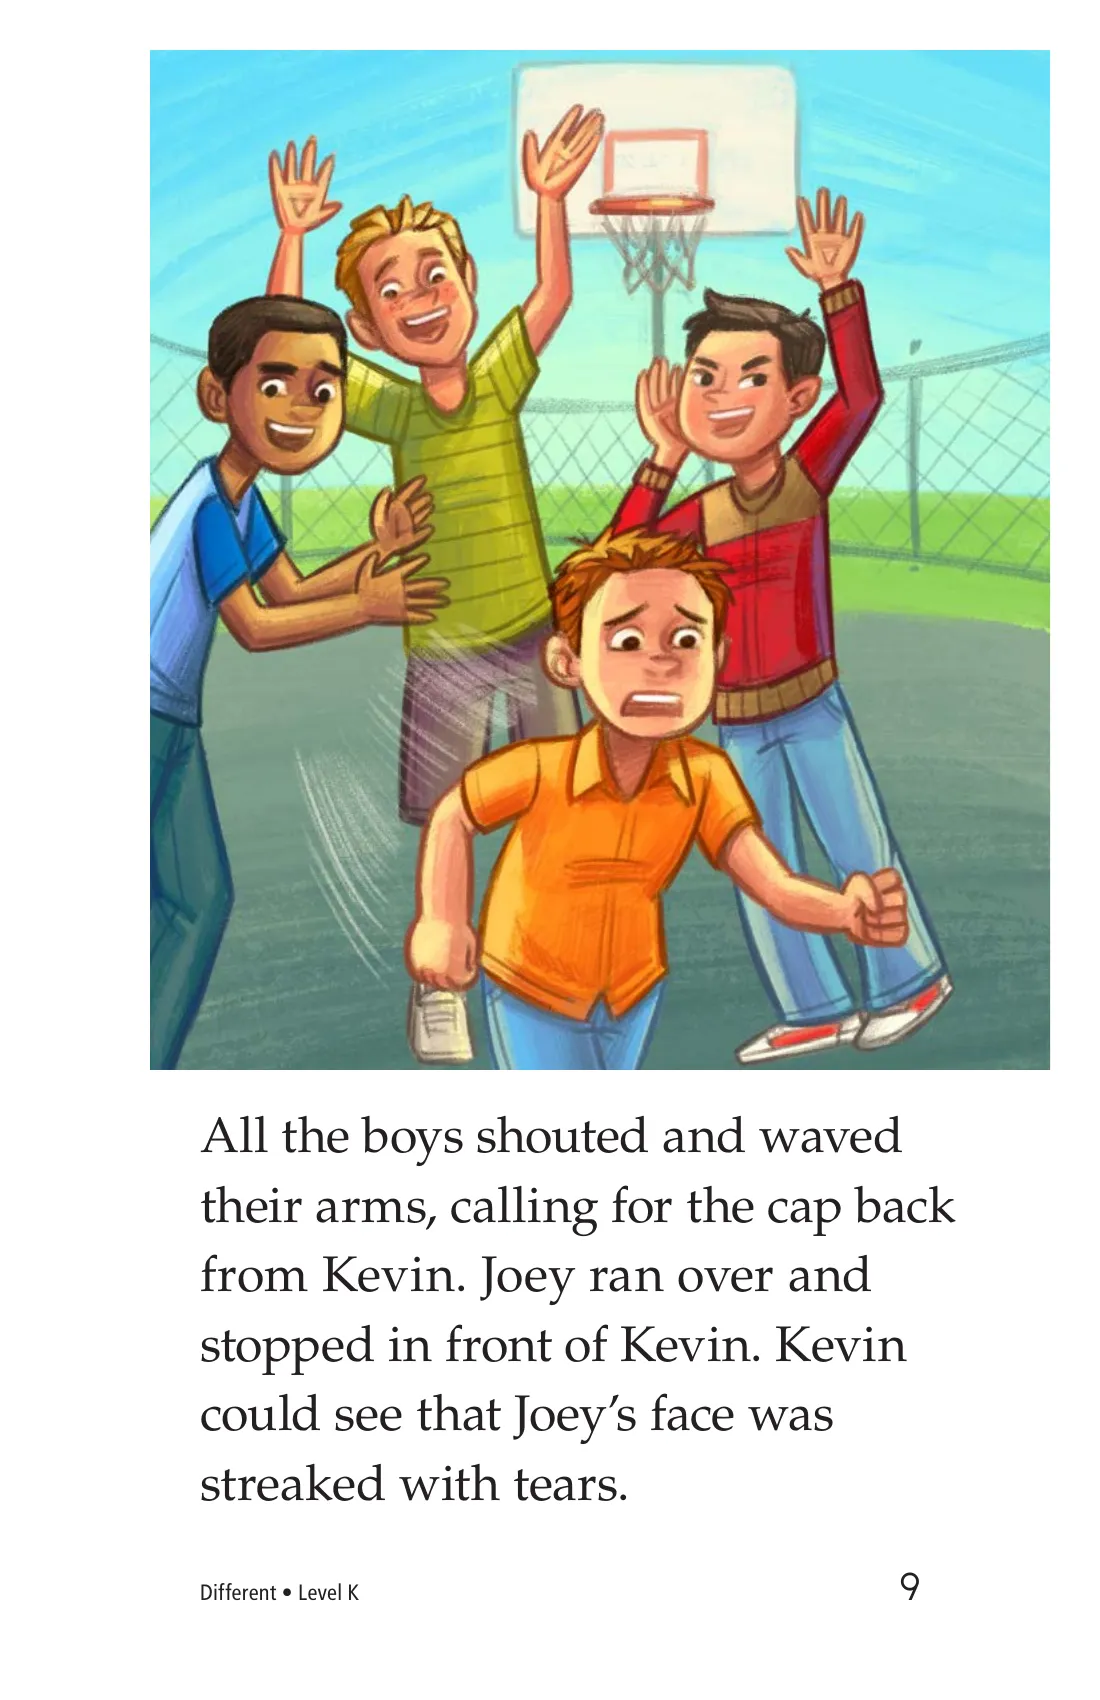 All the boys shouted and waved
their arms, calling for the cap back
from Kevin. Joey ran over and
stopped in front of Kevin. Kevin
could see that Joey’s face was
streaked with tears.
Different • Level K
9